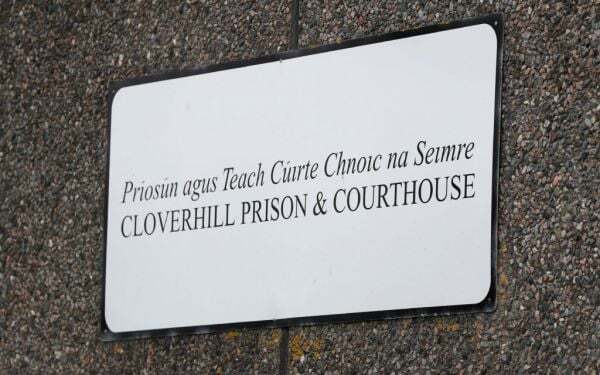 Príosún agus Teach Cúirte Chnoic na Seimre
CLOVERHILL PRISON & COURTHOUSE